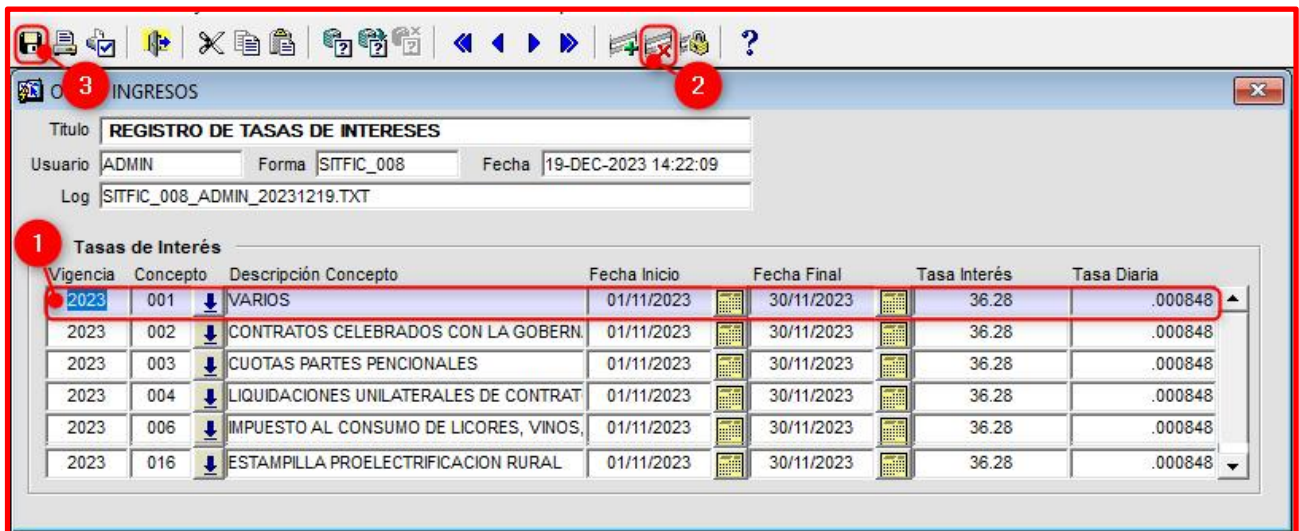 3
2
INGRESOS
Titulo REGISTRO DE TASAS DE INTERESES
Usuario ADMIN Forma SITFIC_008 Fecha 19-DEC-2023 14:22:09
Log SITFIC_008_ADMIN_20231219.TXT
1
Tasas de Interés
Vigencia Concepto Descripción Concepto Fecha Inicio Fecha Final Tasa Interés Tasa Diaria
2023 001 VARIOS 01/11/2023 30/11/2023 36.28 .000848
2023 002 CONTRATOS CELEBRADOS CON LA GOBERN. 01/11/2023 30/11/2023 36.28 .000848
2023 003 CUOTAS PARTES PENCIONALES 01/11/2023 30/11/2023 36.28 .000848
2023 004 LIQUIDACIONES UNILATERALES DE CONTRAT 01/11/2023 30/11/2023 36.28 .000848
2023 006 IMPUESTO AL CONSUMO DE LICORES, VINOS, 01/11/2023 30/11/2023 36.28 .000848
2023 016 ESTAMPILLA PROELECTRIFICACION RURAL 01/11/2023 30/11/2023 36.28 .000848